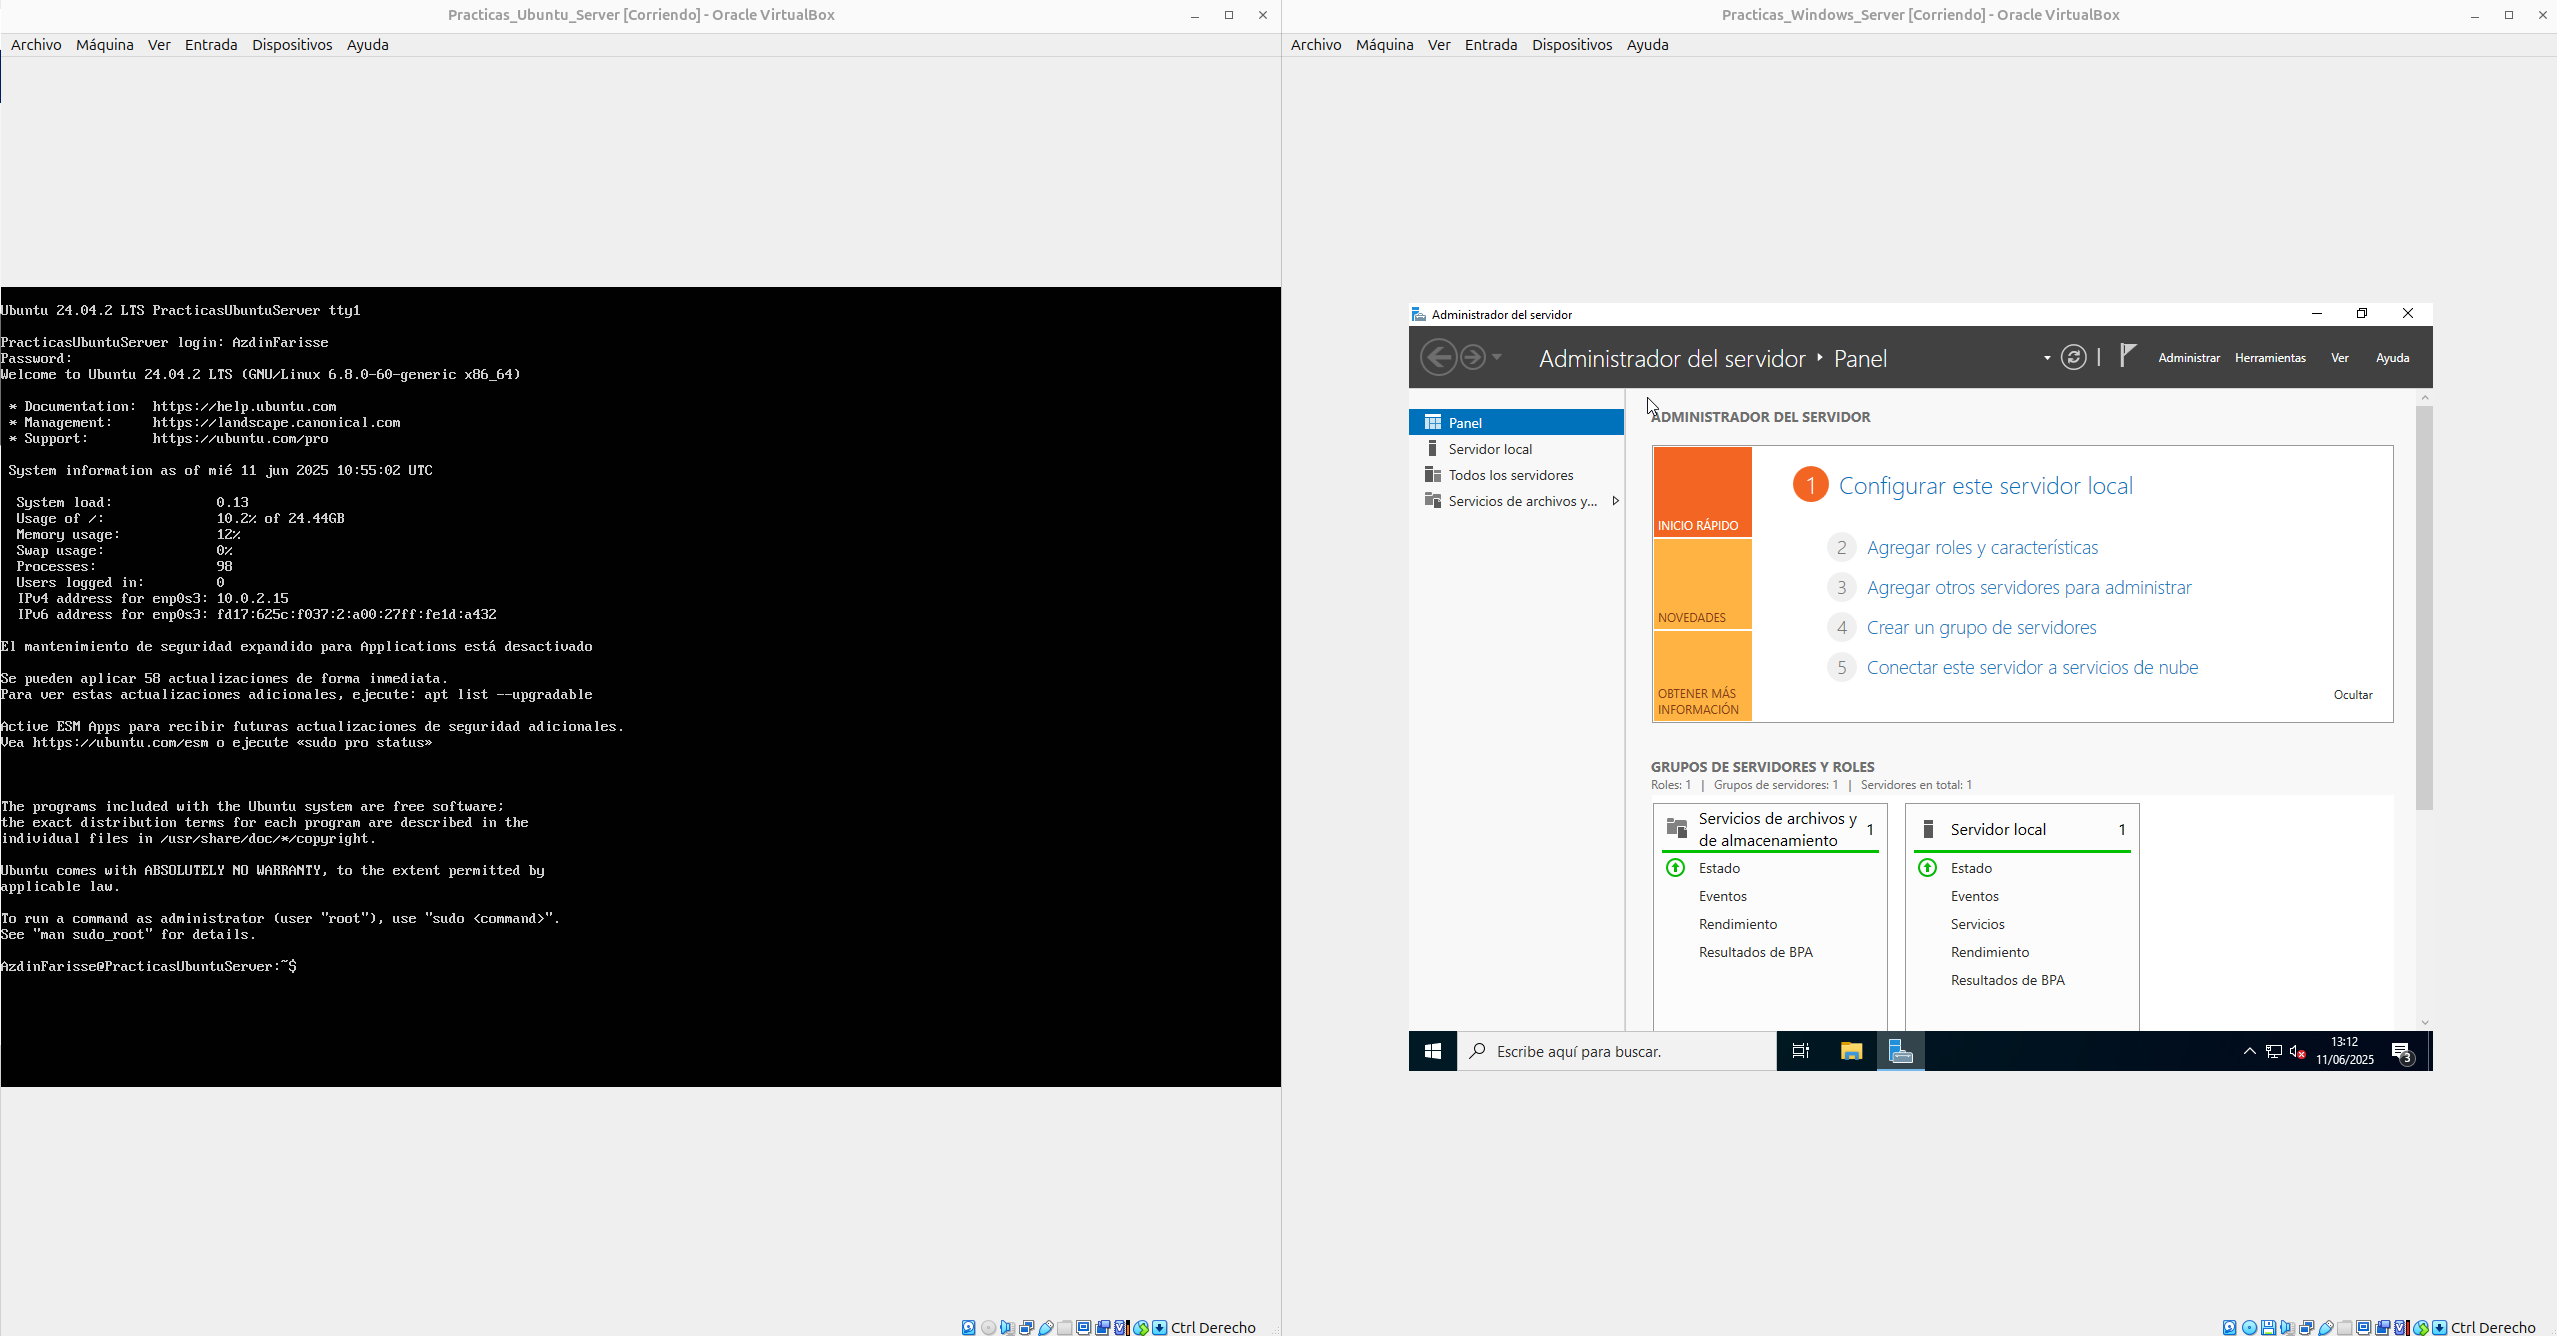 Practicas_Ubuntu_Server [Corriendo] - Oracle VirtualBox
Archivo Máquina Ver Entrada Dispositivos Ayuda
Ubuntu 24.04.2 LTS PracticasUbuntuServer tty1
PracticasUbuntuServer login: AzdinFarisse
Password:
Welcome to Ubuntu 24.04.2 LTS (GNU/Linux 6.8.0-60-generic x86_64)
* Documentation: https://help.ubuntu.com
* Management: https://landscape.canonical.com
* Support: https://ubuntu.com/pro
System information as of mié 11 jun 2025 10:55:02 UTC
System load: 0.13
Usage of /: 10.2% of 24.44GB
Memory usage: 12%
Swap usage: 0%
Processes: 98
Users logged in: 0
IPv4 address for enp0s3: 10.0.2.15
IPv6 address for enp0s3: fd17:625c:f037:2:a00:27ff:fe1d:a432
El mantenimiento de seguridad expandido para Applications está desactivado
Se pueden aplicar 58 actualizaciones de forma inmediata.
Para ver estas actualizaciones adicionales, ejecute: apt list --upgradable
Active ESM Apps para recibir futuras actualizaciones de seguridad adicionales.
Vea https://ubuntu.com/esm o ejecute «sudo pro status»
The programs included with the Ubuntu system are free software;
the exact distribution terms for each program are described in the
individual files in /usr/share/doc/*/copyright.
Ubuntu comes with ABSOLUTELY NO WARRANTY, to the extent permitted by
applicable law.
To run a command as administrator (user "root"), use "sudo <command>".
See "man sudo_root" for details.
AzdinFarisse@PracticasUbuntuServer:~$
Ctrl Derecho
Practicas_Windows_Server [Corriendo] - Oracle VirtualBox
Archivo Máquina Ver Entrada Dispositivos Ayuda
Administrador del servidor
Administrador del servidor Panel
Administrar Herramientas Ver Ayuda
Panel
Servidor local
Todos los servidores
Servicios de archivos y...
ADMINISTRADOR DEL SERVIDOR
INICIO RÁPIDO
NOVEDADES
OBTENER MÁS
INFORMACIÓN
1 Configurar este servidor local
2 Agregar roles y características
3 Agregar otros servidores para administrar
4 Crear un grupo de servidores
5 Conectar este servidor a servicios de nube
Ocultar
GRUPOS DE SERVIDORES Y ROLES
Roles: 1 | Grupos de servidores: 1 | Servidores en total: 1
Servicios de archivos y
de almacenamiento 1
Estado
Eventos
Rendimiento
Resultados de BPA
Servidor local 1
Estado
Eventos
Servicios
Rendimiento
Resultados de BPA
Escribe aquí para buscar.
13:12
11/06/2025
3
Ctrl Derecho